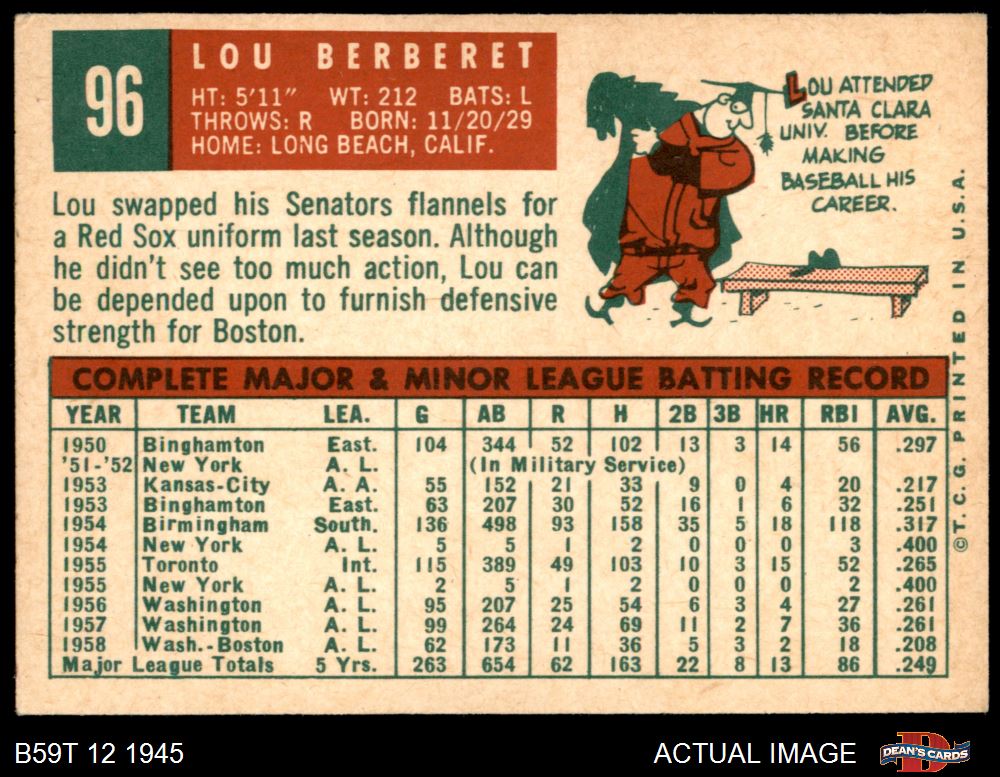 96
LOU BERBERET
HT: 5'11" WT: 212 BATS: L
THROWS: R BORN: 11/20/29
HOME: LONG BEACH, CALIF.
Lou swapped his Senators flannels for
a Red Sox uniform last season. Although
he didn't see too much action, Lou can
be depended upon to furnish defensive
strength for Boston.
LOU ATTENDED
SANTA CLARA
UNIV. BEFORE
MAKING
BASEBALL HIS
CAREER.
COMPLETE MAJOR & MINOR LEAGUE BATTING RECORD
YEAR TEAM LEA. G AB R H 2B 3B HR RBI AVG.
1950 Binghamton East. 104 344 52 102 13 3 14 56 .297
'51-'52 New York A. L. (In Military Service)
1953 Kansas-City A. A. 55 152 21 33 9 0 4 20 .217
1953 Binghamton East. 63 207 30 52 16 1 6 32 .251
1954 Birmingham South. 136 498 93 158 35 5 18 118 .317
1954 New York A. L. 5 5 1 2 0 0 0 3 .400
1955 Toronto Int. 115 389 49 103 10 3 15 52 .265
1955 New York A. L. 2 5 1 2 0 0 0 2 .400
1956 Washington A. L. 95 207 25 54 6 3 4 27 .261
1957 Washington A. L. 99 264 24 69 11 2 7 36 .261
1958 Wash.-Boston A. L. 62 173 11 36 5 3 2 18 .208
Major League Totals 5 Yrs. 263 654 62 163 22 8 13 86 .249
©T. C. G. PRINTED IN U.S.A.
B59T 12 1945
ACTUAL IMAGE
DEAN'S CARDS